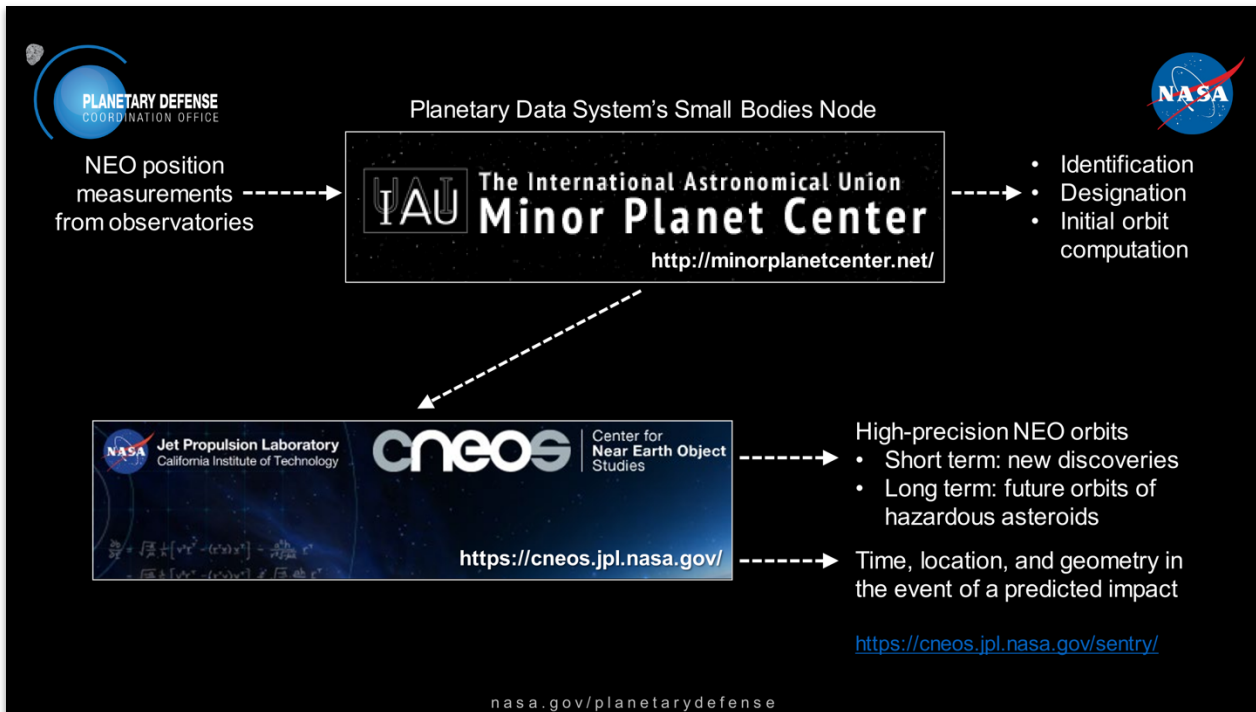 PLANETARY DEFENSE
COORDINATION OFFICE
NASA
Planetary Data System's Small Bodies Node
NEO position
measurements
from observatories
UAI
IAU
The International Astronomical Union
Minor Planet Center
http://minorplanetcenter.net/
• Identification
• Designation
• Initial orbit
computation
NASA
Jet Propulsion Laboratory
California Institute of Technology
cneos
Center for
Near Earth Object
Studies
https://cneos.jpl.nasa.gov/
High-precision NEO orbits
• Short term: new discoveries
• Long term: future orbits of
hazardous asteroids
Time, location, and geometry in
the event of a predicted impact
https://cneos.jpl.nasa.gov/sentry/
nasa.gov/planetarydefense